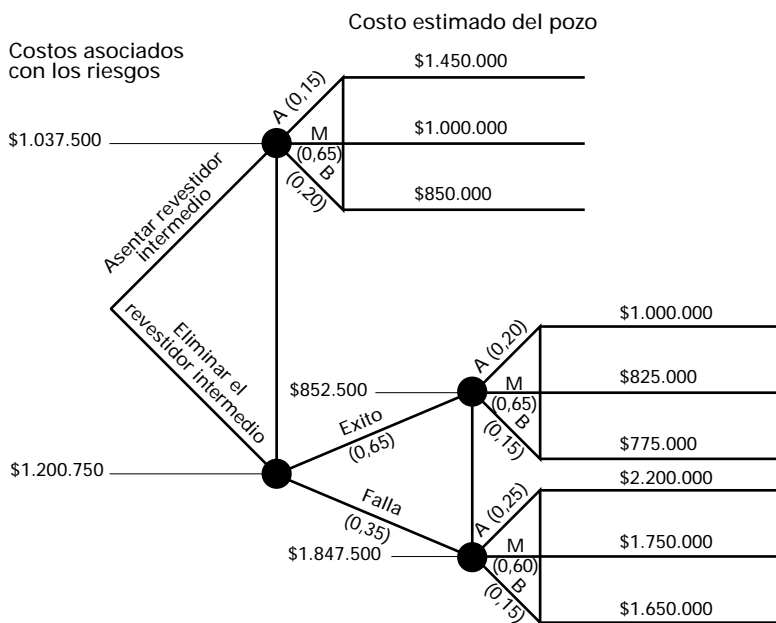 Costo estimado del pozo
Costos asociados
con los riesgos
$1.450.000
A (0,15)
$1.037.500
M
(0,65)
$1.000.000
B
(0,20)
$850.000
Asentar revestidor
intermedio
Eliminar el
revestidor intermedio
$1.000.000
A (0,20)
$852.500
M
(0,65)
$825.000
B
(0,15)
$775.000
Exito
(0,65)
$1.200.750
Falla
(0,35)
$2.200.000
A (0,25)
$1.847.500
M
(0,60)
$1.750.000
B
(0,15)
$1.650.000